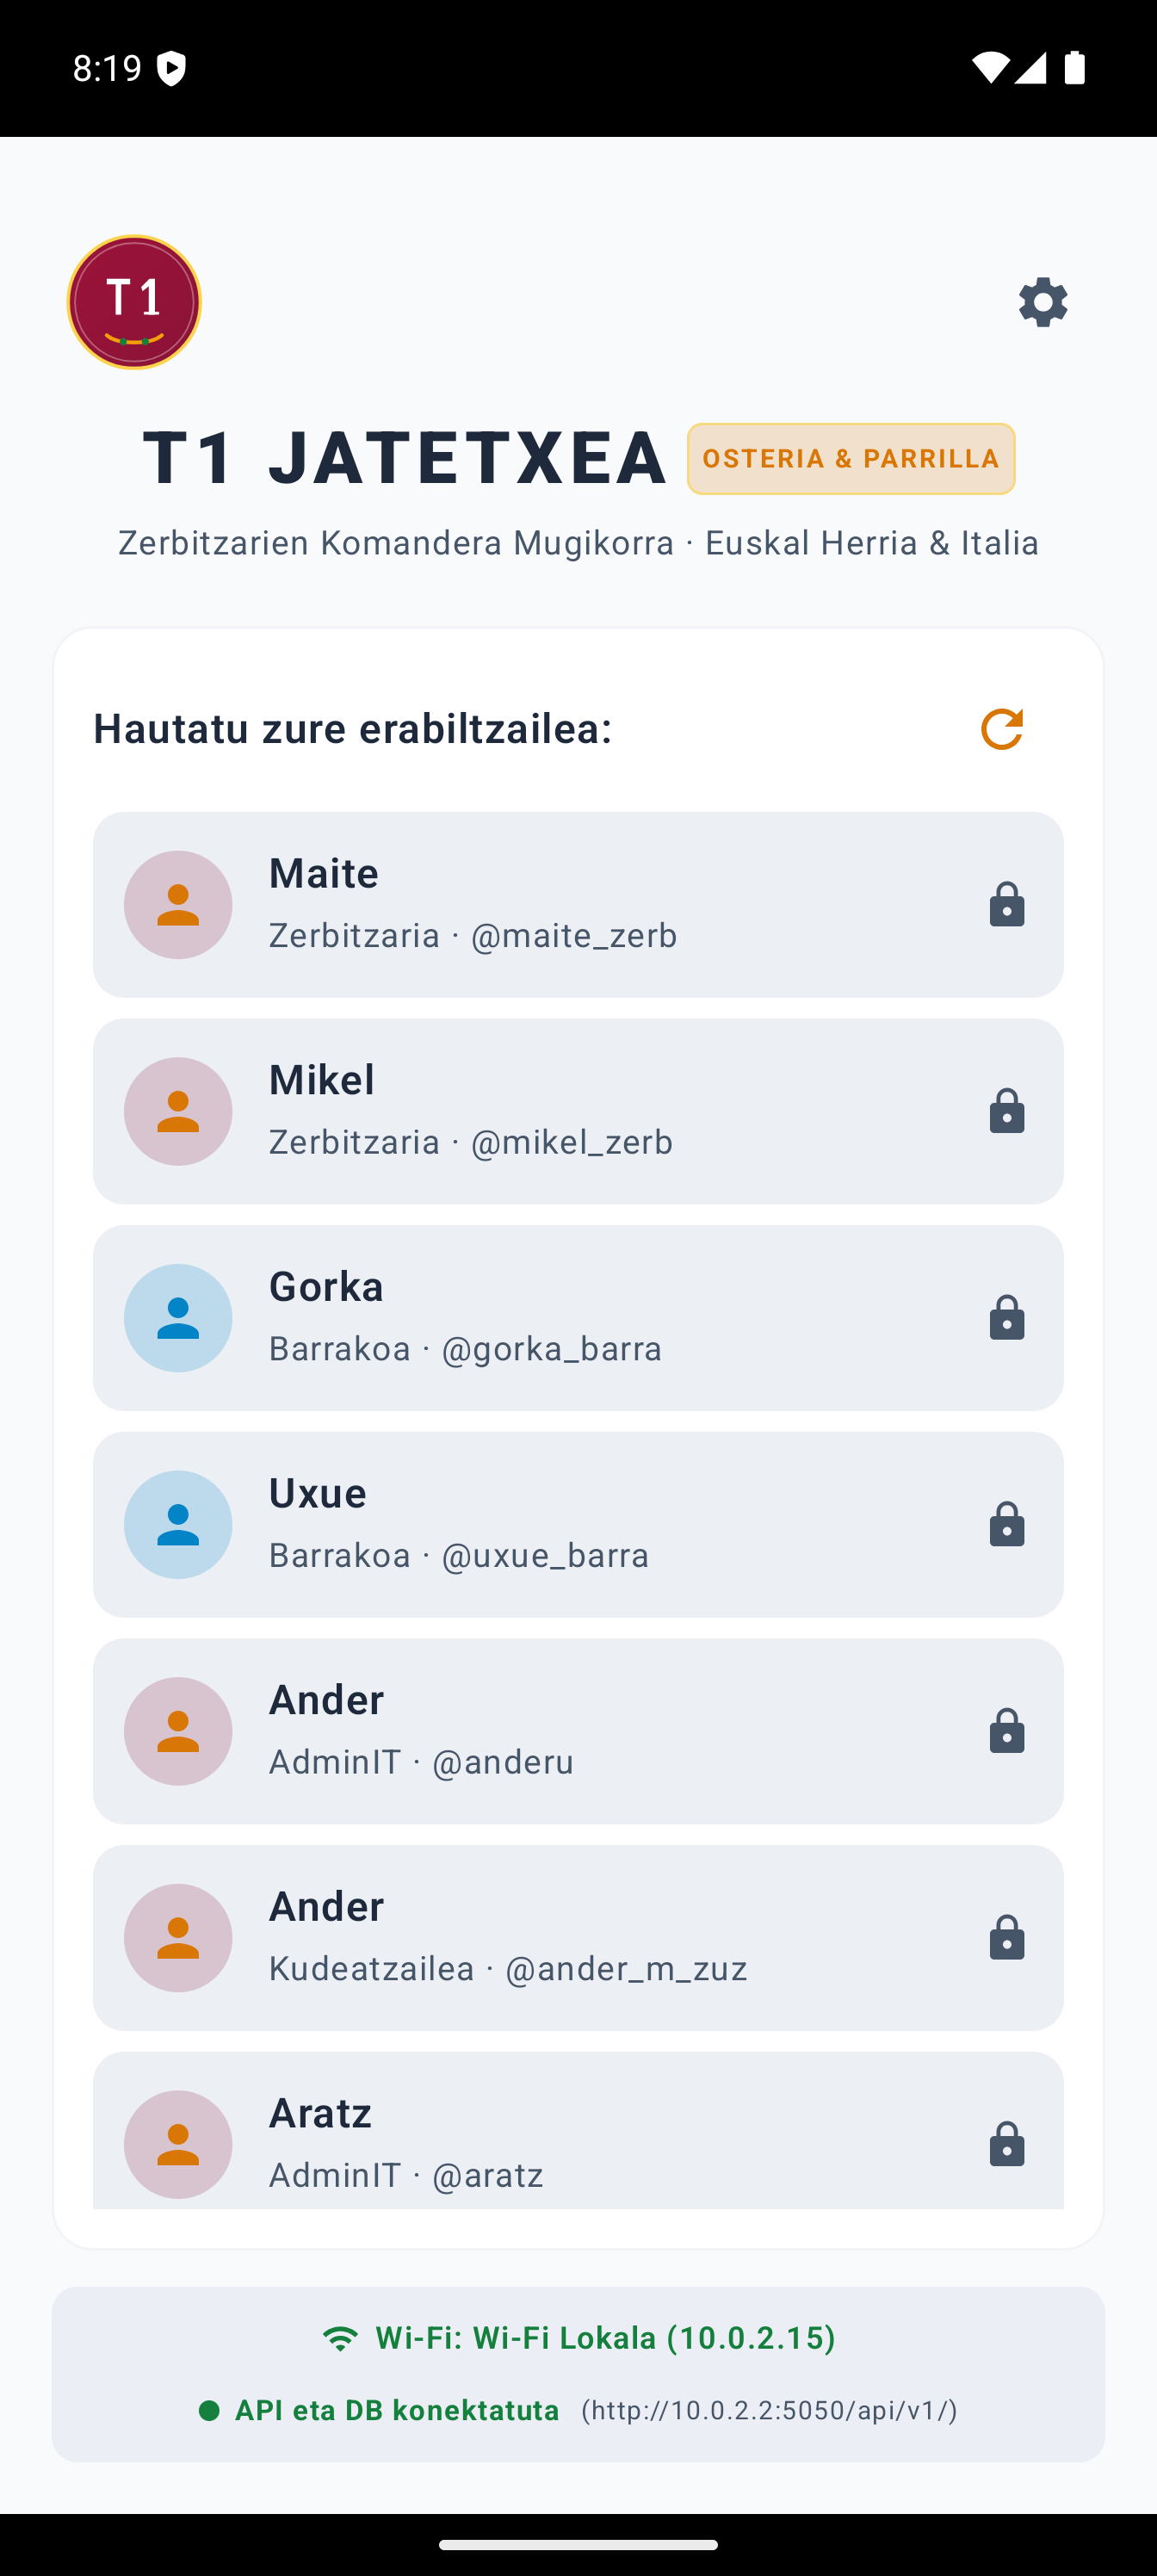 8:19
T1
T1 JATETXEA OSTERIA & PARRILLA
Zerbitzarien Komandera Mugikorra · Euskal Herria & Italia
Hautatu zure erabiltzailea:
Maite
Zerbitzaria · @maite_zerb
Mikel
Zerbitzaria · @mikel_zerb
Gorka
Barrakoa · @gorka_barra
Uxue
Barrakoa · @uxue_barra
Ander
AdminIT · @anderu
Ander
Kudeatzailea · @ander_m_zuz
Aratz
AdminIT · @aratz
Wi-Fi: Wi-Fi Lokala (10.0.2.15)
API eta DB konektatuta (http://10.0.2.2:5050/api/v1/)